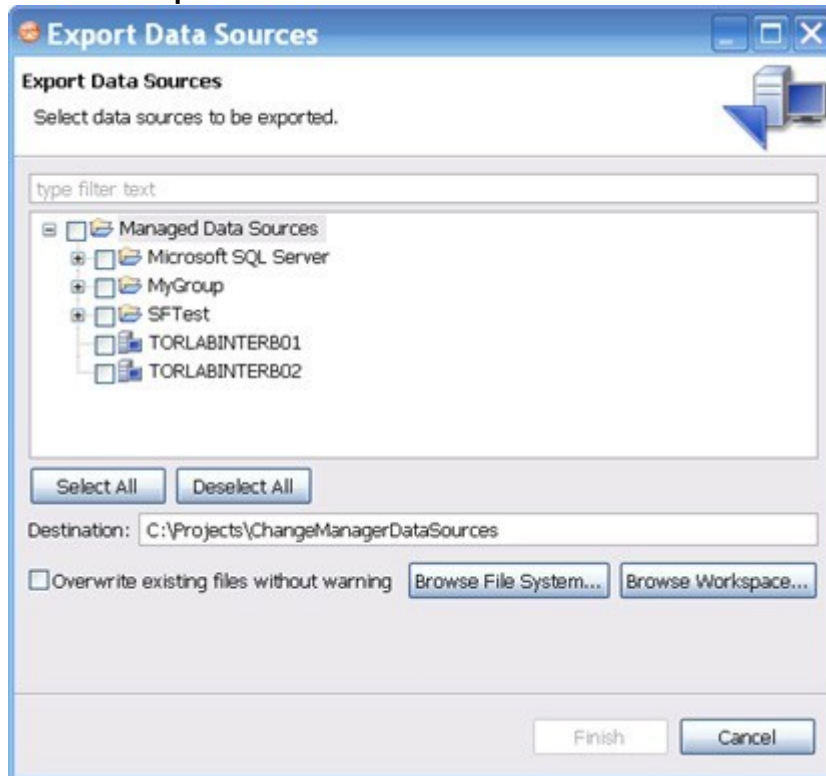 Export Data Sources
Export Data Sources
Select data sources to be exported.
type filter text
Managed Data Sources
Microsoft SQL Server
MyGroup
SFTest
TORLABINTERB01
TORLABINTERB02
Select All Deselect All
Destination: C:\Projects\ChangeManagerDataSources
Overwrite existing files without warning Browse File System... Browse Workspace...
Finish Cancel